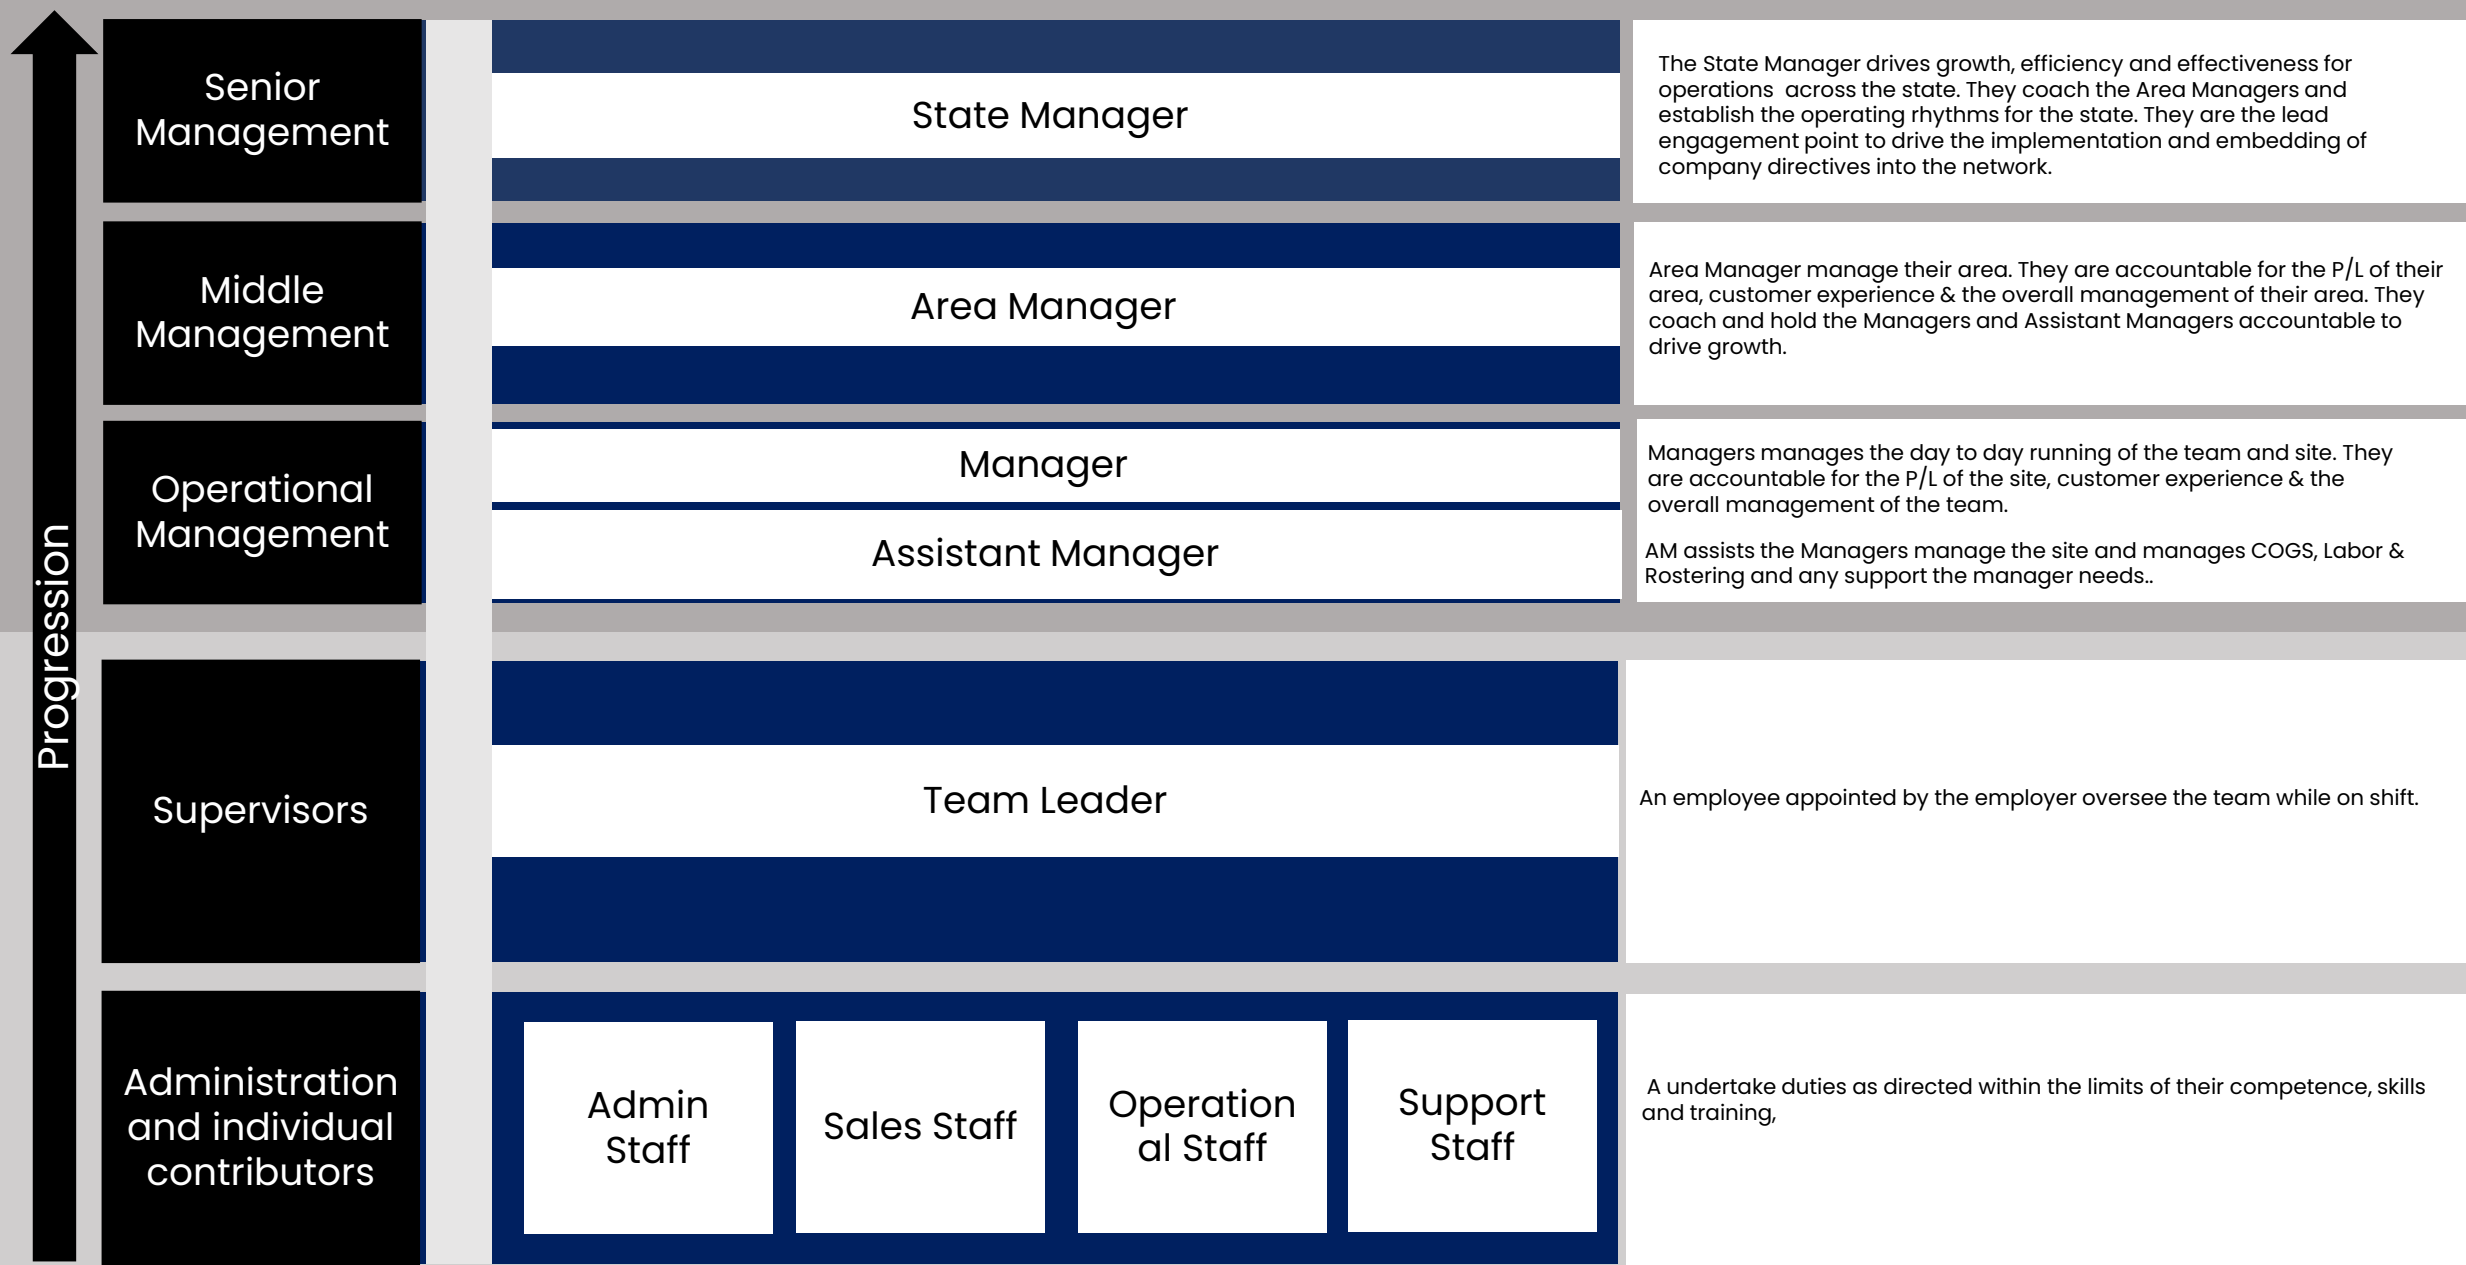 Progression
Senior
Management
State Manager
The State Manager drives growth, efficiency and effectiveness for
operations  across the state. They coach the Area Managers and
establish the operating rhythms for the state. They are the lead
engagement point to drive the implementation and embedding of
company directives into the network.
Middle
Management
Area Manager
Area Manager manage their area. They are accountable for the P/L of their
area, customer experience & the overall management of their area. They
coach and hold the Managers and Assistant Managers accountable to
drive growth.
Operational
Management
Manager
Assistant Manager
Managers manages the day to day running of the team and site. They
are accountable for the P/L of the site, customer experience & the
overall management of the team.
AM assists the Managers manage the site and manages COGS, Labor &
Rostering and any support the manager needs..
Supervisors
Team Leader
An employee appointed by the employer oversee the team while on shift.
Administration
and individual
contributors
Admin
Staff
Sales Staff
Operation
al Staff
Support
Staff
A undertake duties as directed within the limits of their competence, skills
and training,